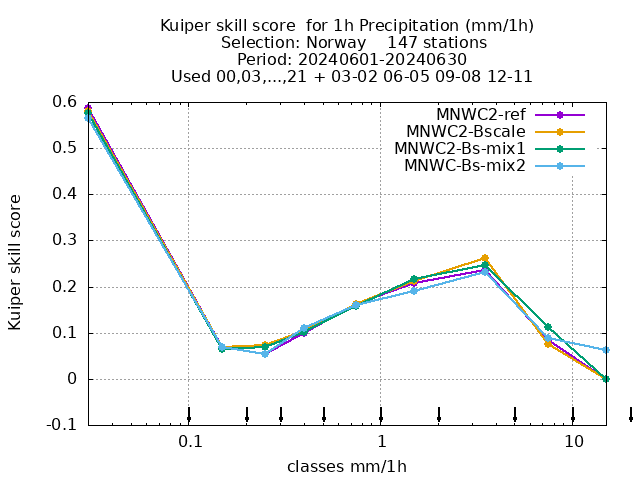 Kuiper skill score  for 1h Precipitation (mm/1h)
Selection: Norway    147 stations
Period: 20240601-20240630
Used 00,03,...,21 + 03-02 06-05 09-08 12-11
MNWC2-ref
MNWC2-Bscale
MNWC2-Bs-mix1
MNWC-Bs-mix2
Kuiper skill score
0.6
0.5
0.4
0.3
0.2
0.1
0
-0.1
0.1
1
10
classes mm/1h